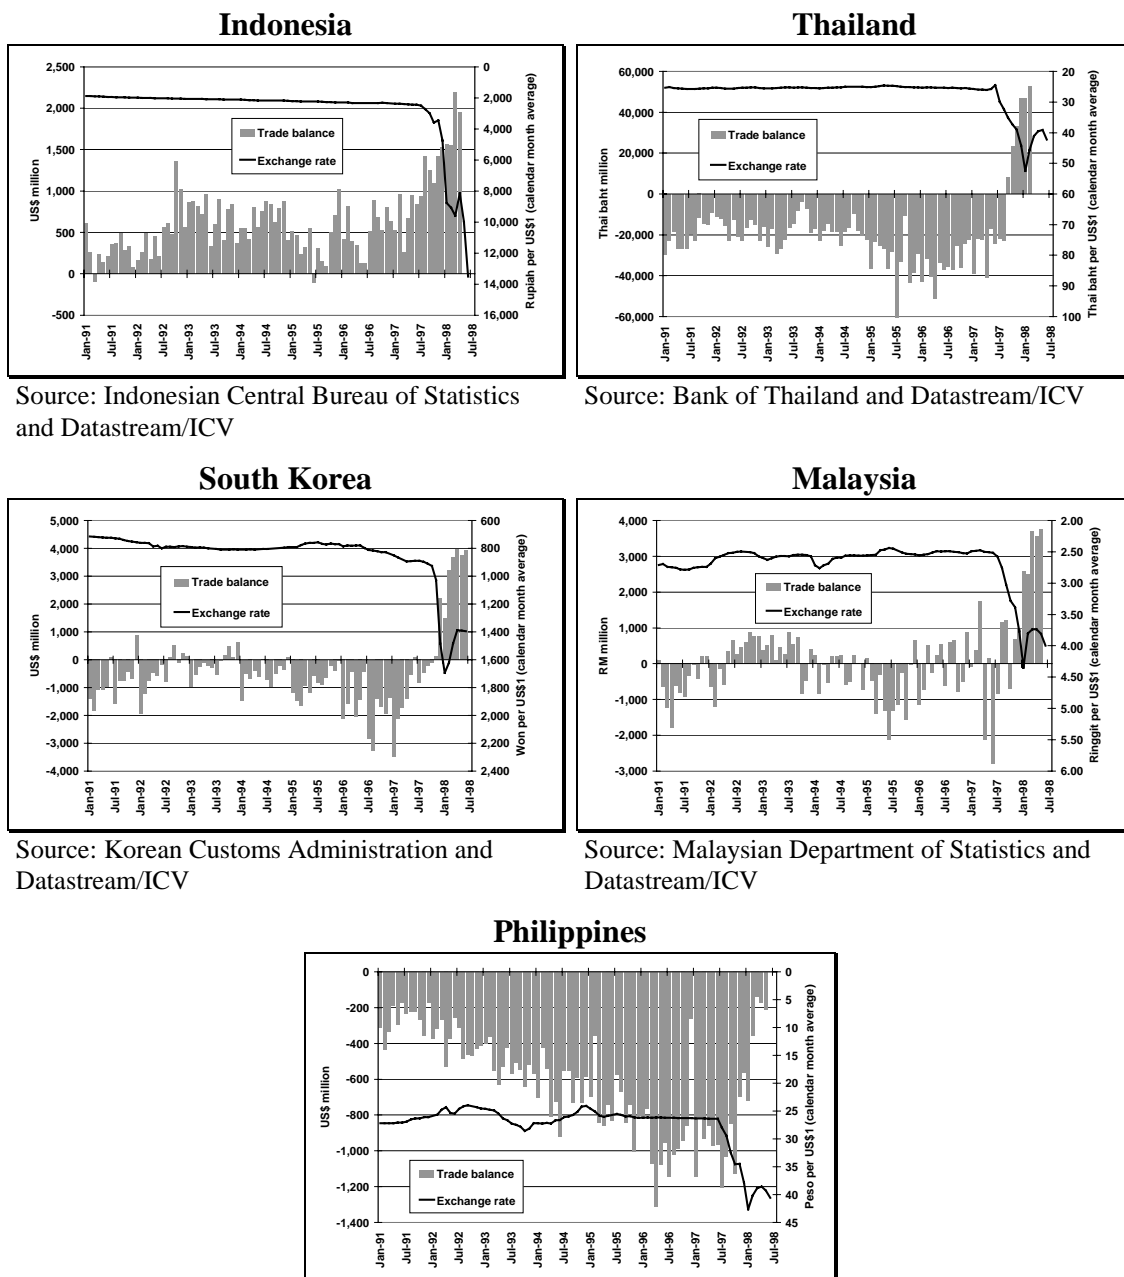 Indonesia
2,500
2,000
1,500
1,000
500
0
-500
US$ million
0
2,000
4,000
6,000
8,000
10,000
12,000
14,000
16,000
Rupiah per US$1 (calendar month average)
Trade balance
Exchange rate
Jan-91
Jul-91
Jan-92
Jul-92
Jan-93
Jul-93
Jan-94
Jul-94
Jan-95
Jul-95
Jan-96
Jul-96
Jan-97
Jul-97
Jan-98
Jul-98
Source: Indonesian Central Bureau of Statistics
and Datastream/ICV
Thailand
60,000
40,000
20,000
0
-20,000
-40,000
-60,000
Thai baht million
20
30
40
50
60
70
80
90
100
Thai baht per US$1 (calendar month average)
Trade balance
Exchange rate
Jan-91
Jul-91
Jan-92
Jul-92
Jan-93
Jul-93
Jan-94
Jul-94
Jan-95
Jul-95
Jan-96
Jul-96
Jan-97
Jul-97
Jan-98
Jul-98
Source: Bank of Thailand and Datastream/ICV
South Korea
5,000
4,000
3,000
2,000
1,000
0
-1,000
-2,000
-3,000
-4,000
US$ million
600
800
1,000
1,200
1,400
1,600
1,800
2,000
2,200
2,400
Won per US$1 (calendar month average)
Trade balance
Exchange rate
Jan-91
Jul-91
Jan-92
Jul-92
Jan-93
Jul-93
Jan-94
Jul-94
Jan-95
Jul-95
Jan-96
Jul-96
Jan-97
Jul-97
Jan-98
Jul-98
Source: Korean Customs Administration and
Datastream/ICV
Malaysia
4,000
3,000
2,000
1,000
0
-1,000
-2,000
-3,000
RM million
2.00
2.50
3.00
3.50
4.00
4.50
5.00
5.50
6.00
Ringgit per US$1 (calendar month average)
Trade balance
Exchange rate
Jan-91
Jul-91
Jan-92
Jul-92
Jan-93
Jul-93
Jan-94
Jul-94
Jan-95
Jul-95
Jan-96
Jul-96
Jan-97
Jul-97
Jan-98
Jul-98
Source: Malaysian Department of Statistics and
Datastream/ICV
Philippines
0
-200
-400
-600
-800
-1,000
-1,200
-1,400
US$ million
0
5
10
15
20
25
30
35
40
45
Peso per US$1 (calendar month average)
Trade balance
Exchange rate
Jan-91
Jul-91
Jan-92
Jul-92
Jan-93
Jul-93
Jan-94
Jul-94
Jan-95
Jul-95
Jan-96
Jul-96
Jan-97
Jul-97
Jan-98
Jul-98